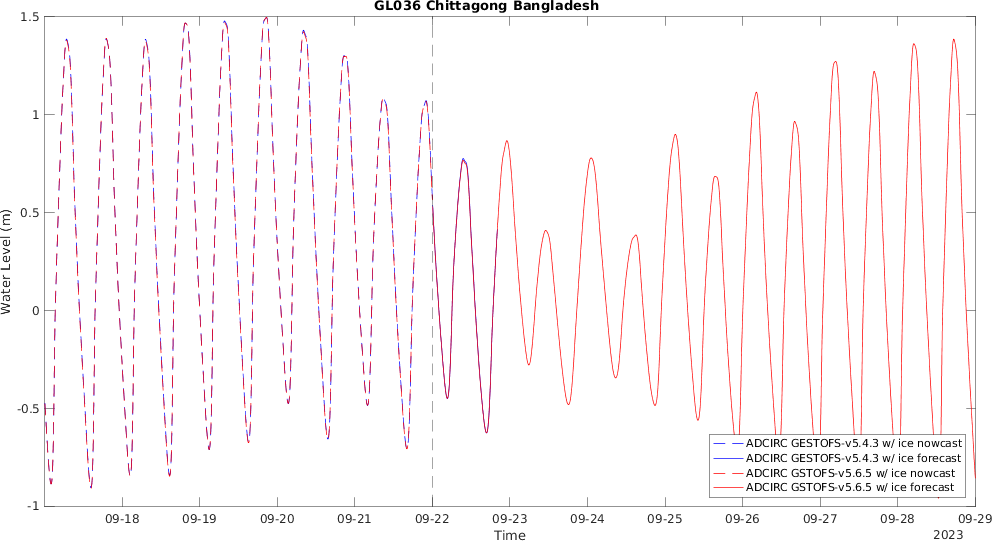 GL036 Chittagong Bangladesh
Water Level (m)
1.5
1
0.5
0
-0.5
-1
ADCIRC GESTOFS-v5.4.3 w/ ice nowcast
ADCIRC GESTOFS-v5.4.3 w/ ice forecast
ADCIRC GSTOFS-v5.6.5 w/ ice nowcast
ADCIRC GSTOFS-v5.6.5 w/ ice forecast
09-18 09-19 09-20 09-21 09-22 09-23 09-24 09-25 09-26 09-27 09-28 09-29
Time
2023